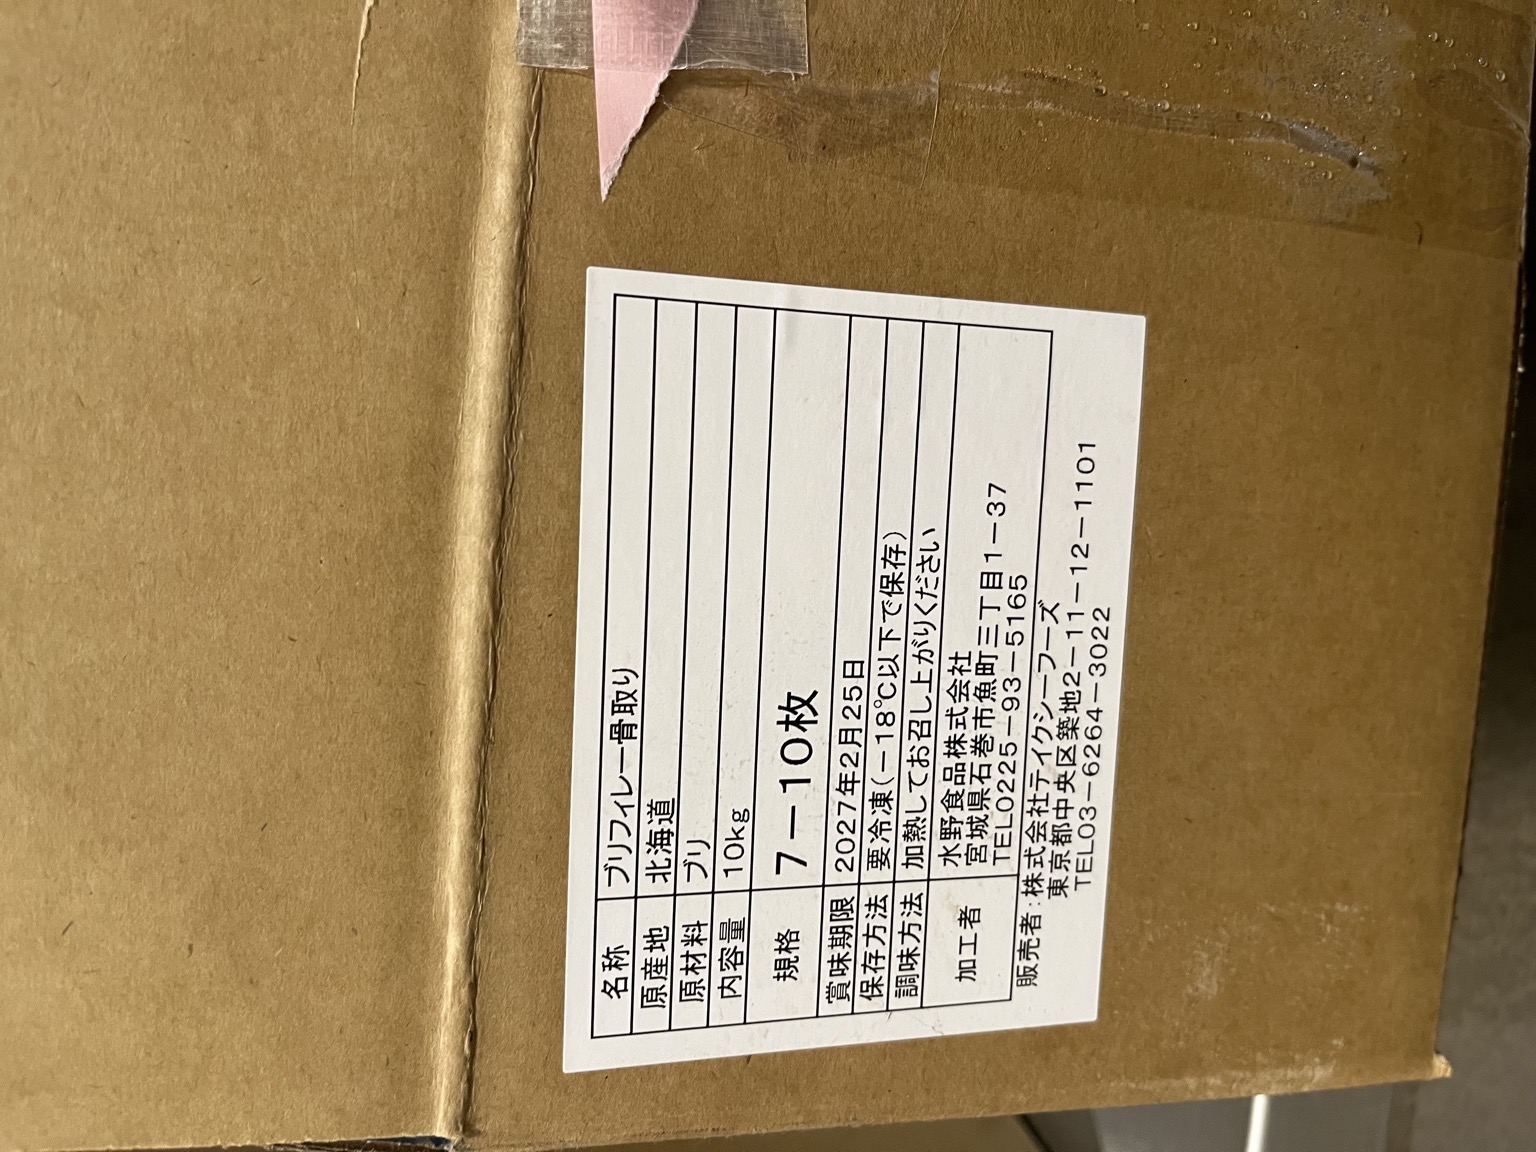 名称 ブリフィレー骨取り
原産地 北海道
原材料 ブリ
内容量 10kg
規格 7－10枚
賞味期限 2027年2月25日
保存方法 要冷凍（－18℃以下で保存）
調味方法 加熱してお召し上がりください
加工者 水野食品株式会社
宮城県石巻市魚町三丁目1－37
TEL0225－93－5165
販売者：株式会社テイクシーフーズ
東京都中央区築地2－11－12－1101
TEL03－6264－3022